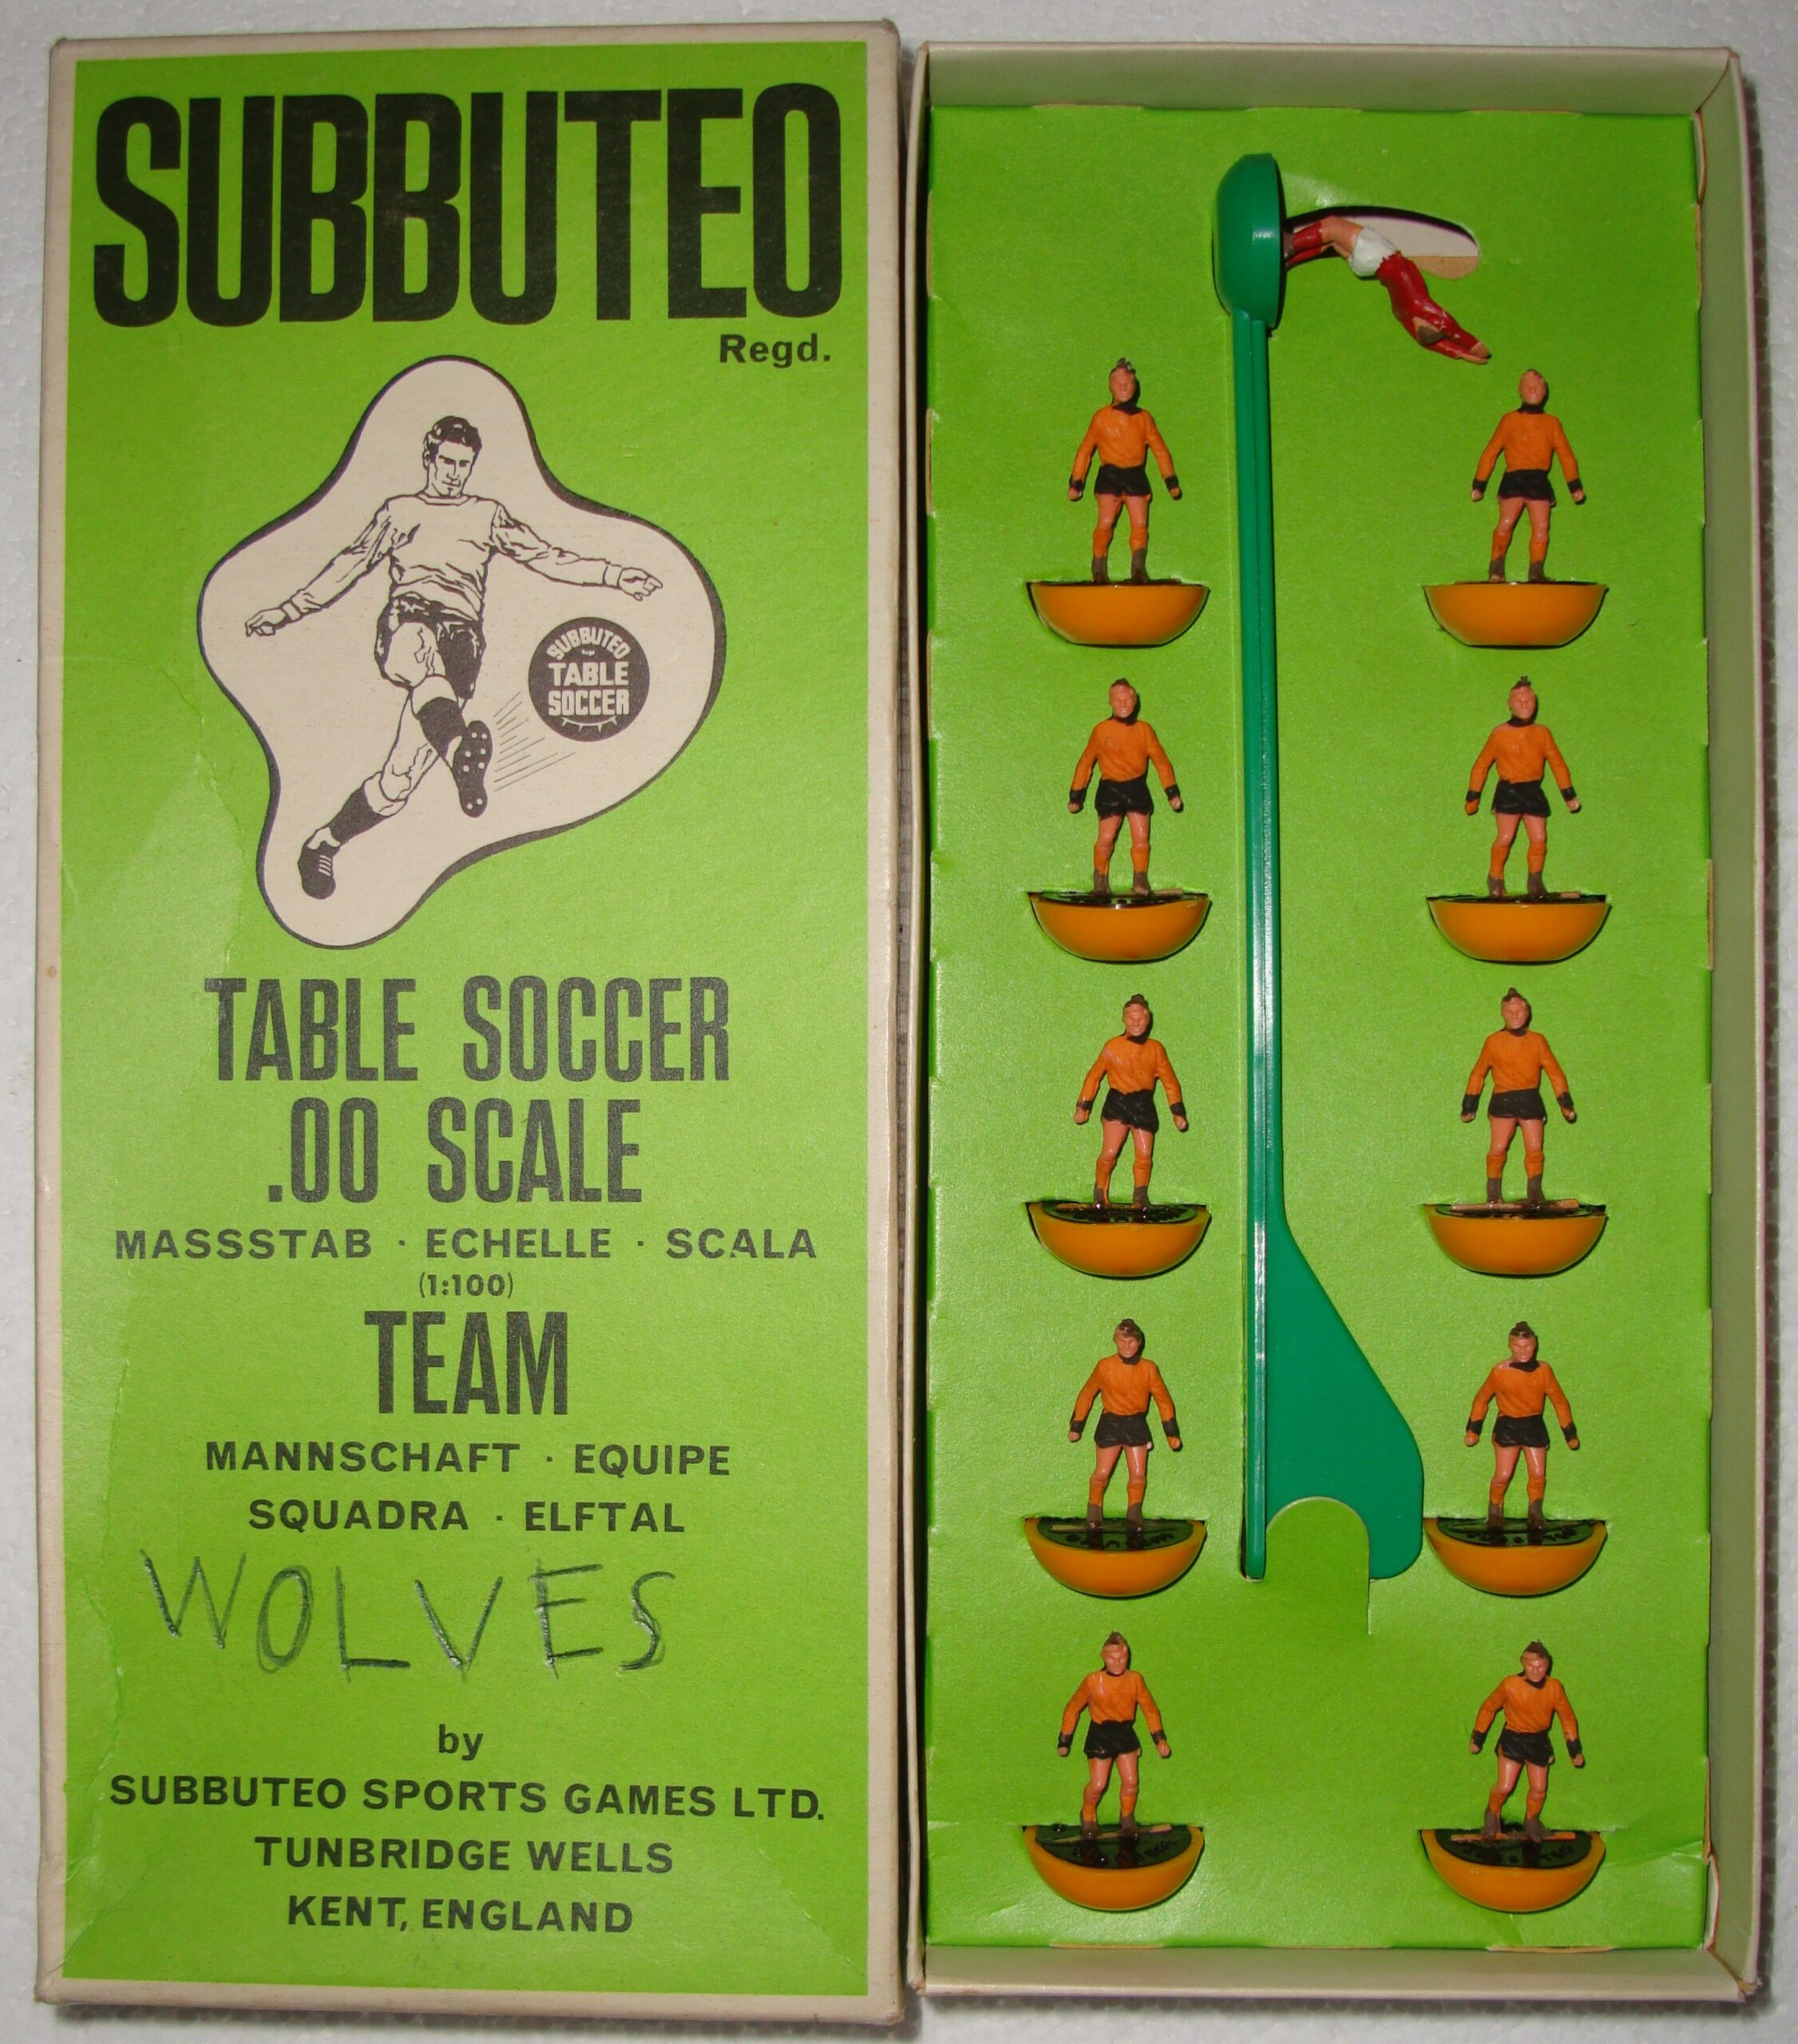 SUBBUTEO
Regd.
SUBBUTEO
TABLE
SOCCER
TABLE SOCCER
.00 SCALE
MASSSTAB · ECHELLE · SCALA
(1:100)
TEAM
MANNSCHAFT · EQUIPE
SQUADRA · ELFTAL
WOLVES
by
SUBBUTEO SPORTS GAMES LTD.
TUNBRIDGE WELLS
KENT, ENGLAND